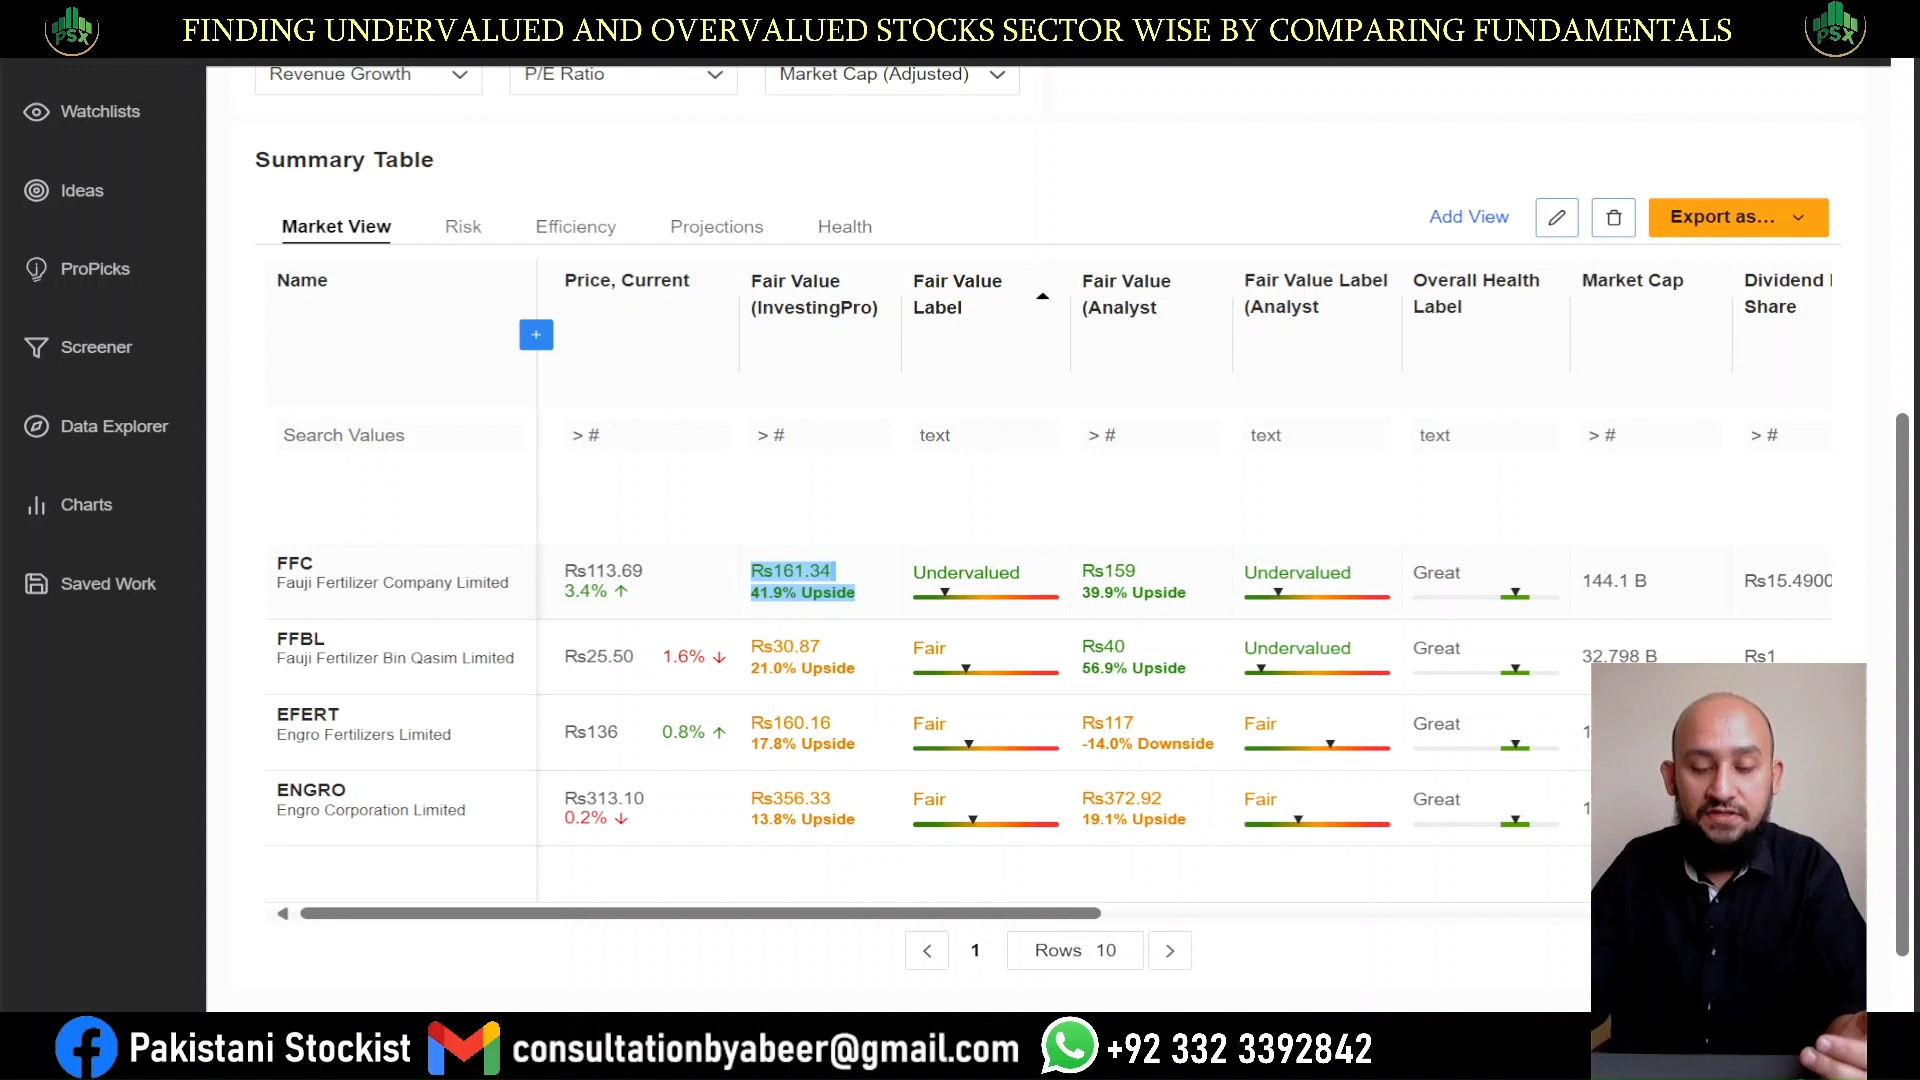 PSX
FINDING UNDERVALUED AND OVERVALUED STOCKS SECTOR WISE BY COMPARING FUNDAMENTALS
PSX
Revenue Growth
P/E Ratio
Market Cap (Adjusted)
Watchlists
Ideas
ProPicks
Screener
Data Explorer
Charts
Saved Work
Summary Table
Market View Risk Efficiency Projections Health
Add View
Export as...
Name
Price, Current
Fair Value
(InvestingPro)
Fair Value
Label
Fair Value
(Analyst
Fair Value Label
(Analyst
Overall Health
Label
Market Cap
Dividend
Share
+
Search Values > # > # text > # text text > # > #
FFC
Fauji Fertilizer Company Limited
Rs113.69
3.4% ↑
Rs161.34
41.9% Upside
Undervalued
Rs159
39.9% Upside
Undervalued
Great
144.1 B
Rs15.4900
FFBL
Fauji Fertilizer Bin Qasim Limited
Rs25.50 1.6% ↓
Rs30.87
21.0% Upside
Fair
Rs40
56.9% Upside
Undervalued
Great
32.798 B
Rs1
EFERT
Engro Fertilizers Limited
Rs136 0.8% ↑
Rs160.16
17.8% Upside
Fair
Rs117
-14.0% Downside
Fair
Great
ENGRO
Engro Corporation Limited
Rs313.10
0.2% ↓
Rs356.33
13.8% Upside
Fair
Rs372.92
19.1% Upside
Fair
Great
< 1 Rows 10 >
Pakistani Stockist consultationbyabeer@gmail.com +92 332 3392842